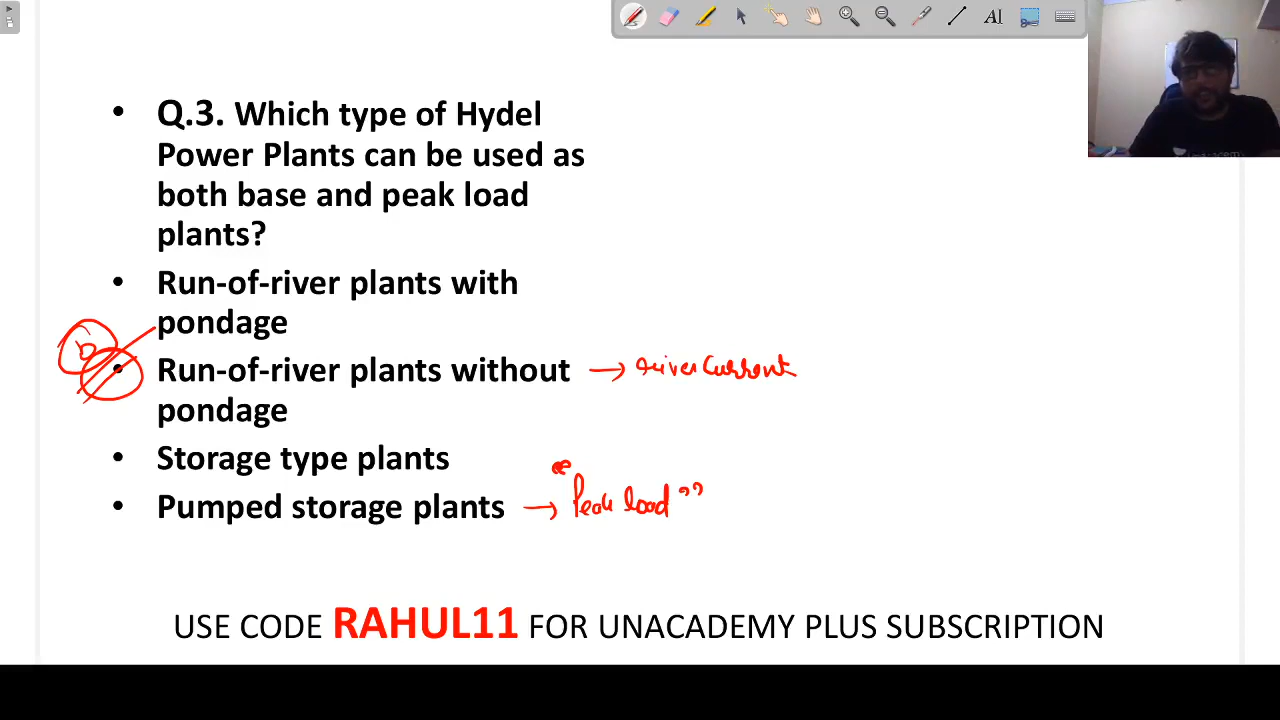 • Q.3. Which type of Hydel
Power Plants can be used as
both base and peak load
plants?
• Run-of-river plants with
pondage
b
• Run-of-river plants without → river current
pondage
• Storage type plants
• Pumped storage plants → "Peak load"
USE CODE RAHUL11 FOR UNACADEMY PLUS SUBSCRIPTION
AI